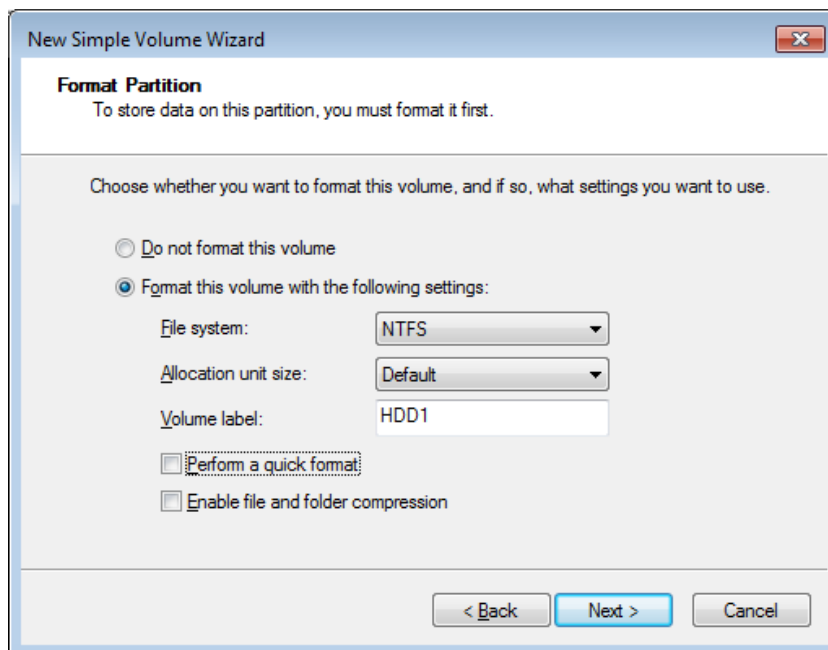 New Simple Volume Wizard
Format Partition
To store data on this partition, you must format it first.
Choose whether you want to format this volume, and if so, what settings you want to use.
Do not format this volume
Format this volume with the following settings:
File system: NTFS
Allocation unit size: Default
Volume label: HDD1
Perform a quick format
Enable file and folder compression
< Back Next > Cancel